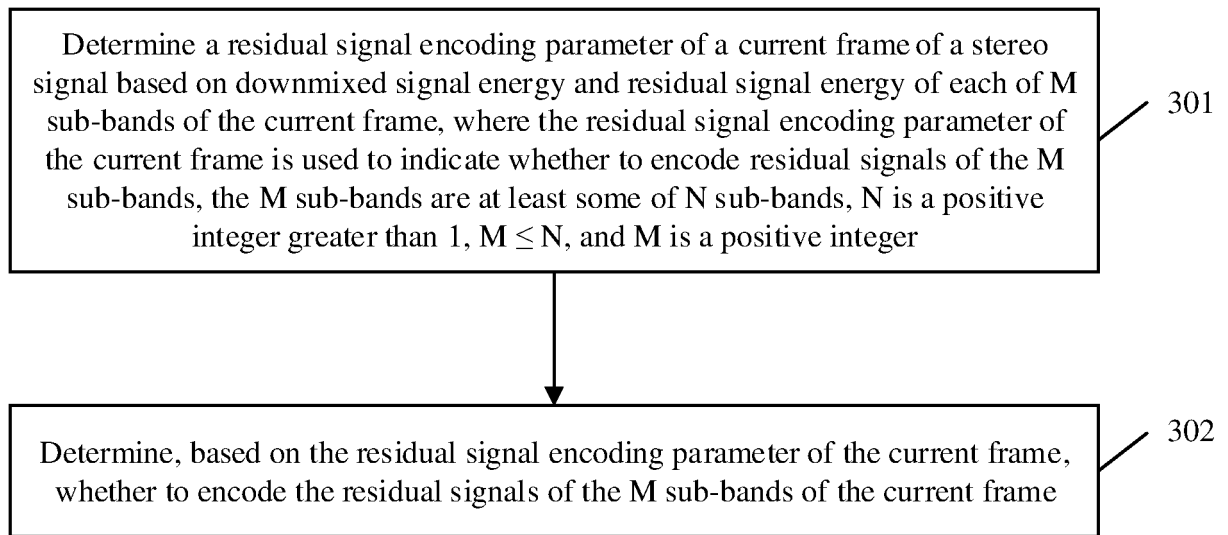 Determine a residual signal encoding parameter of a current frame of a stereo
signal based on downmixed signal energy and residual signal energy of each of M
sub-bands of the current frame, where the residual signal encoding parameter of
the current frame is used to indicate whether to encode residual signals of the M
sub-bands, the M sub-bands are at least some of N sub-bands, N is a positive
integer greater than 1, M ≤ N, and M is a positive integer
301
Determine, based on the residual signal encoding parameter of the current frame,
whether to encode the residual signals of the M sub-bands of the current frame
302